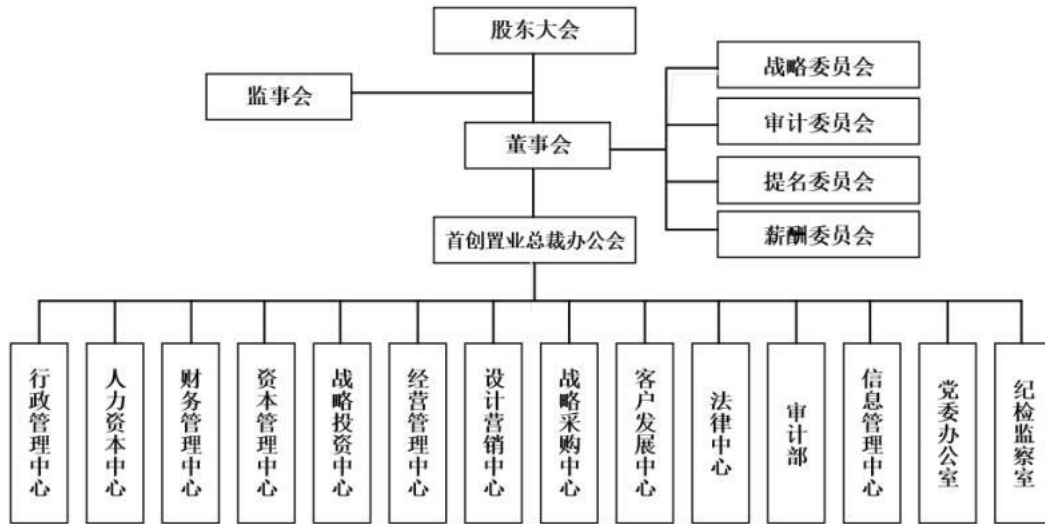 股东大会
监事会
董事会
战略委员会
审计委员会
提名委员会
薪酬委员会
首创置业总裁办公会
行政管理中心
人力资本中心
财务管理中心
资本管理中心
战略投资中心
经营管理中心
设计营销中心
战略采购中心
客户发展中心
法律中心
审计部
信息管理中心
党委办公室
纪检监察室